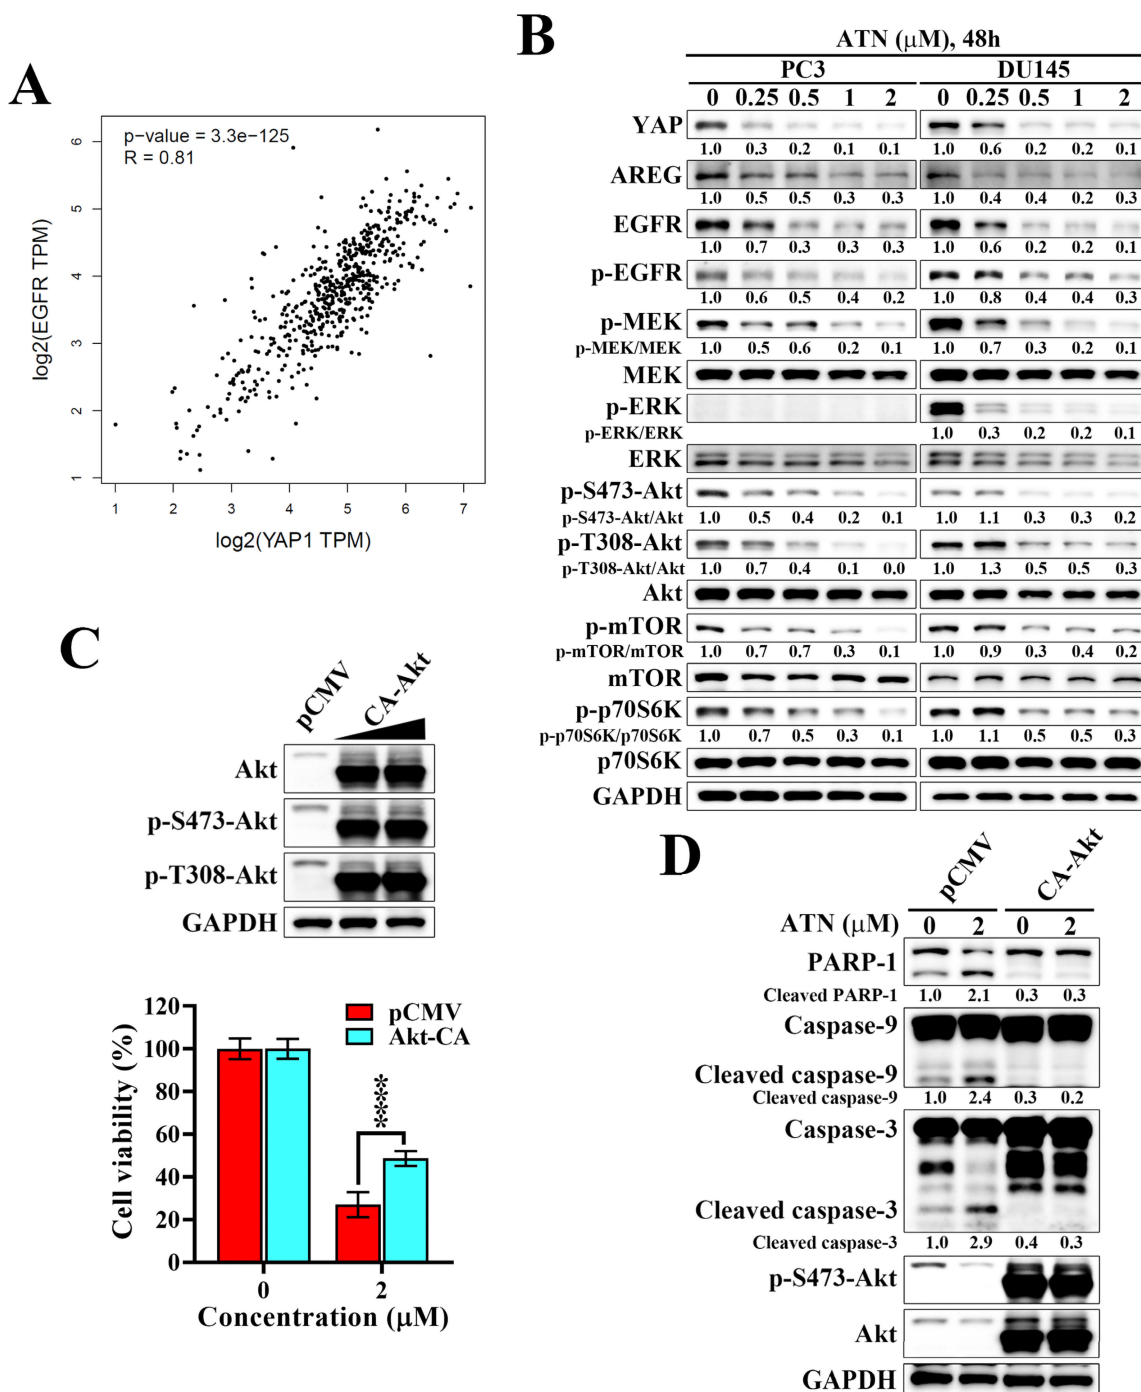 A
p-value = 3.3e-125
R = 0.81
log2(EGFR TPM)
6
5
4
3
2
1
1 2 3 4 5 6 7
log2(YAP1 TPM)
B
ATN (μM), 48h
PC3 DU145
0 0.25 0.5 1 2 0 0.25 0.5 1 2
YAP
1.0 0.3 0.2 0.1 0.1 1.0 0.6 0.2 0.2 0.1
AREG
1.0 0.5 0.5 0.3 0.3 1.0 0.4 0.4 0.2 0.3
EGFR
1.0 0.7 0.3 0.3 0.3 1.0 0.6 0.2 0.2 0.1
p-EGFR
1.0 0.6 0.5 0.4 0.2 1.0 0.8 0.4 0.4 0.3
p-MEK
p-MEK/MEK 1.0 0.5 0.6 0.2 0.1 1.0 0.7 0.3 0.2 0.1
MEK
p-ERK
p-ERK/ERK 1.0 0.3 0.2 0.2 0.1
ERK
p-S473-Akt
p-S473-Akt/Akt 1.0 0.5 0.4 0.2 0.1 1.0 1.1 0.3 0.3 0.2
p-T308-Akt
p-T308-Akt/Akt 1.0 0.7 0.4 0.1 0.0 1.0 1.3 0.5 0.5 0.3
Akt
p-mTOR
p-mTOR/mTOR 1.0 0.7 0.7 0.3 0.1 1.0 0.9 0.3 0.4 0.2
mTOR
p-p70S6K
p-p70S6K/p70S6K 1.0 0.7 0.5 0.3 0.1 1.0 1.1 0.5 0.5 0.3
p70S6K
GAPDH
C
pCMV CA-Akt
Akt
p-S473-Akt
p-T308-Akt
GAPDH
Cell viability (%)
120
100
80
60
40
20
0
pCMV
Akt-CA
****
0 2
Concentration (μM)
D
pCMV CA-Akt
ATN (μM) 0 2 0 2
PARP-1
Cleaved PARP-1 1.0 2.1 0.3 0.3
Caspase-9
Cleaved caspase-9
Cleaved caspase-9 1.0 2.4 0.3 0.2
Caspase-3
Cleaved caspase-3
Cleaved caspase-3 1.0 2.9 0.4 0.3
p-S473-Akt
Akt
GAPDH